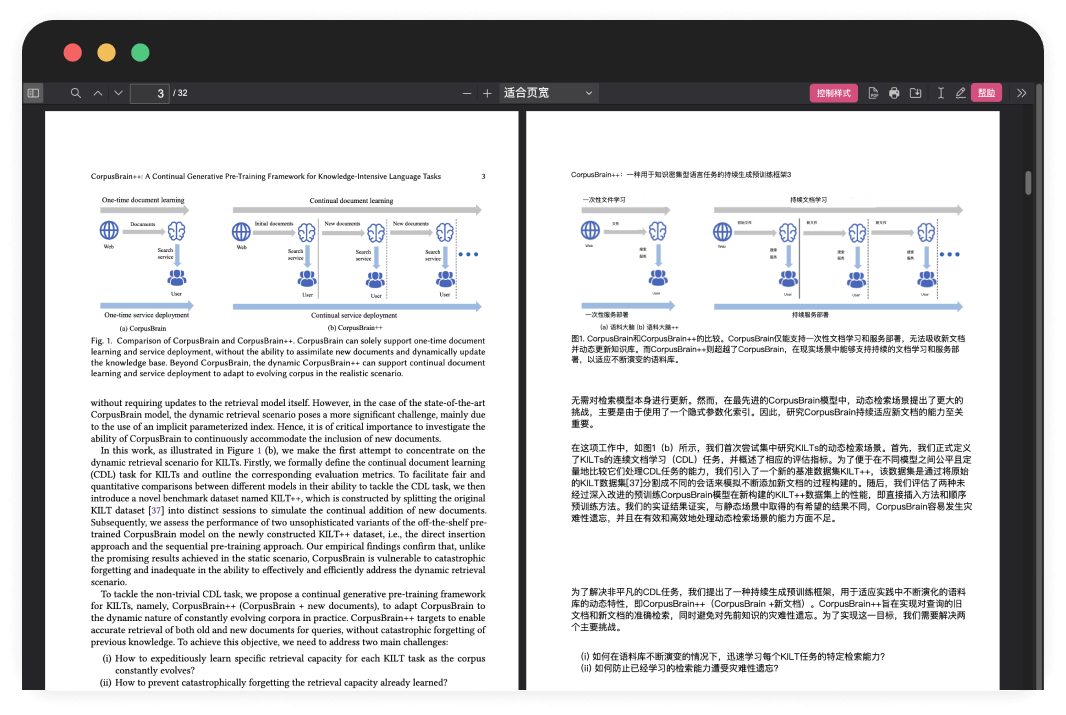 3 / 32
适合页宽
控制样式
帮助
CorpusBrain++: A Continual Generative Pre-Training Framework for Knowledge-Intensive Language Tasks 3
One-time document learning
Continual document learning
Documents
Initial documents
New documents
New documents
Web
Web
Search service
Search service
Search service
Search service
User
User
User
User
One-time service deployment
Continual service deployment
(a) CorpusBrain
(b) CorpusBrain++
Fig. 1. Comparison of CorpusBrain and CorpusBrain++. CorpusBrain can solely support one-time document
learning and service deployment, without the ability to assimilate new documents and dynamically update
the knowledge base. Beyond CorpusBrain, the dynamic CorpusBrain++ can support continual document
learning and service deployment to adapt to evolving corpus in the realistic scenario.
without requiring updates to the retrieval model itself. However, in the case of the state-of-the-art
CorpusBrain model, the dynamic retrieval scenario poses a more significant challenge, mainly due
to the use of an implicit parameterized index. Hence, it is of critical importance to investigate the
ability of CorpusBrain to continuously accommodate the inclusion of new documents.
In this work, as illustrated in Figure 1 (b), we make the first attempt to concentrate on the
dynamic retrieval scenario for KILTs. Firstly, we formally define the continual document learning
(CDL) task for KILTs and outline the corresponding evaluation metrics. To facilitate fair and
quantitative comparisons between different models in their ability to tackle the CDL task, we then
introduce a novel benchmark dataset named KILT++, which is constructed by splitting the original
KILT dataset [37] into distinct sessions to simulate the continual addition of new documents.
Subsequently, we assess the performance of two unsophisticated variants of the off-the-shelf pre-
trained CorpusBrain model on the newly constructed KILT++ dataset, i.e., the direct insertion
approach and the sequential pre-training approach. Our empirical findings confirm that, unlike
the promising results achieved in the static scenario, CorpusBrain is vulnerable to catastrophic
forgetting and inadequate in the ability to effectively and efficiently address the dynamic retrieval
scenario.
To tackle the non-trivial CDL task, we propose a continual generative pre-training framework
for KILTs, namely, CorpusBrain++ (CorpusBrain + new documents), to adapt CorpusBrain to
the dynamic nature of constantly evolving corpora in practice. CorpusBrain++ targets to enable
accurate retrieval of both old and new documents for queries, without catastrophic forgetting of
previous knowledge. To achieve this objective, we need to address two main challenges:
(i) How to expeditiously learn specific retrieval capacity for each KILT task as the corpus
constantly evolves?
(ii) How to prevent catastrophically forgetting the retrieval capacity already learned?
CorpusBrain++：一种用于知识密集型语言任务的持续生成预训练框架3
一次性文件学习
持续文档学习
文件
初始文件
新文件
新文件
Web
Web
搜索服务
搜索服务
搜索服务
搜索服务
User
User
User
User
一次性服务部署
持续服务部署
(a) 语料大脑 (b) 语料大脑++
图1. CorpusBrain和CorpusBrain++的比较。CorpusBrain仅能支持一次性文档学习和服务部署，无法吸收新文档
并动态更新知识库。而CorpusBrain++则超越了CorpusBrain，在现实场景中能够支持持续的文档学习和服务部
署，以适应不断演变的语料库。
无需对检索模型本身进行更新。然而，在最先进的CorpusBrain模型中，动态检索场景提出了更大的
挑战，主要是由于使用了一个隐式参数化索引。因此，研究CorpusBrain持续适应新文档的能力至关
重要。
在这项工作中，如图1（b）所示，我们首次尝试集中研究KILTs的动态检索场景。首先，我们正式定义
了KILTs的连续文档学习（CDL）任务，并概述了相应的评估指标。为了便于在不同模型之间公平且定
量地比较它们处理CDL任务的能力，我们引入了一个新的基准数据集KILT++，该数据集是通过将原始
的KILT数据集[37]分割成不同的会话来模拟不断添加新文档的过程构建的。随后，我们评估了两种未
经过深入改进的预训练CorpusBrain模型在新构建的KILT++数据集上的性能，即直接插入方法和顺序
预训练方法。我们的实证结果证实，与静态场景中取得的有希望的结果不同，CorpusBrain容易发生灾
难性遗忘，并且在有效和高效地处理动态检索场景的能力方面不足。
为了解决非平凡的CDL任务，我们提出了一种持续生成预训练框架，用于适应实践中不断演化的语料
库的动态特性，即CorpusBrain++（CorpusBrain +新文档）。CorpusBrain++旨在实现对查询的旧
文档和新文档的准确检索，同时避免对先前知识的灾难性遗忘。为了实现这一目标，我们需要解决两
个主要挑战。
(i) 如何在语料库不断演变的情况下，迅速学习每个KILT任务的特定检索能力？
(ii) 如何防止已经学习的检索能力遭受灾难性遗忘？